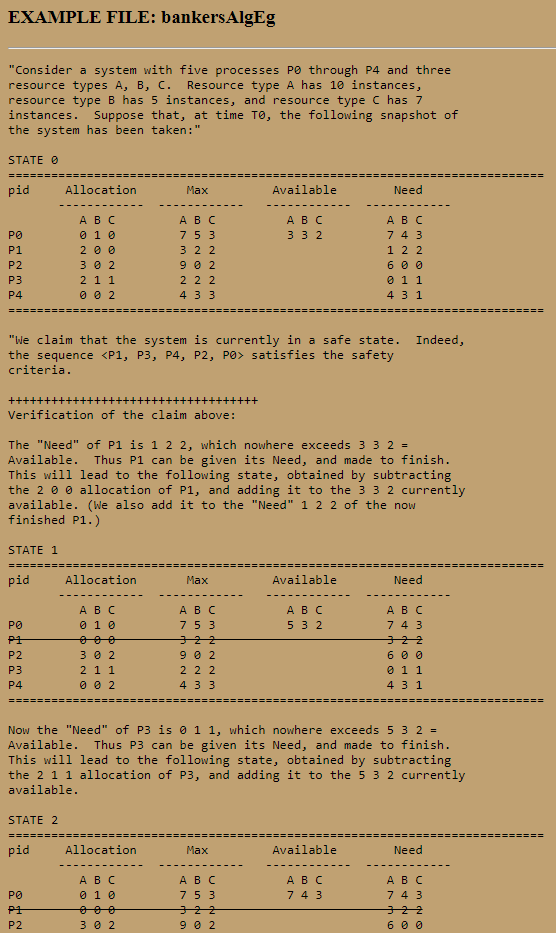 EXAMPLE FILE: bankersAlgEg
"Consider a system with five processes P0 through P4 and three
resource types A, B, C.  Resource type A has 10 instances,
resource type B has 5 instances, and resource type C has 7
instances.  Suppose that, at time T0, the following snapshot of
the system has been taken:"
STATE 0
========================================================================
pid     Allocation       Max         Available      Need
        ------------  ------------  ------------  ------------
        A B C         A B C         A B C         A B C
P0      0 1 0         7 5 3         3 3 2         7 4 3
P1      2 0 0         3 2 2                       1 2 2
P2      3 0 2         9 0 2                       6 0 0
P3      2 1 1         2 2 2                       0 1 1
P4      0 0 2         4 3 3                       4 3 1
========================================================================
"We claim that the system is currently in a safe state.  Indeed,
the sequence <P1, P3, P4, P2, P0> satisfies the safety
criteria.
+++++++++++++++++++++++++++++++++++
Verification of the claim above:
The "Need" of P1 is 1 2 2, which nowhere exceeds 3 3 2 =
Available.  Thus P1 can be given its Need, and made to finish.
This will lead to the following state, obtained by subtracting
the 2 0 0 allocation of P1, and adding it to the 3 3 2 currently
available. (We also add it to the "Need" 1 2 2 of the now
finished P1.)
STATE 1
========================================================================
pid     Allocation       Max         Available      Need
        ------------  ------------  ------------  ------------
        A B C         A B C         A B C         A B C
P0      0 1 0         7 5 3         5 3 2         7 4 3
P1      0 0 0         3 2 2                       3 2 2
P2      3 0 2         9 0 2                       6 0 0
P3      2 1 1         2 2 2                       0 1 1
P4      0 0 2         4 3 3                       4 3 1
========================================================================
Now the "Need" of P3 is 0 1 1, which nowhere exceeds 5 3 2 =
Available.  Thus P3 can be given its Need, and made to finish.
This will lead to the following state, obtained by subtracting
the 2 1 1 allocation of P3, and adding it to the 5 3 2 currently
available.
STATE 2
========================================================================
pid     Allocation       Max         Available      Need
        ------------  ------------  ------------  ------------
        A B C         A B C         A B C         A B C
P0      0 1 0         7 5 3         7 4 3         7 4 3
P1      0 0 0         3 2 2                       3 2 2
P2      3 0 2         9 0 2                       6 0 0